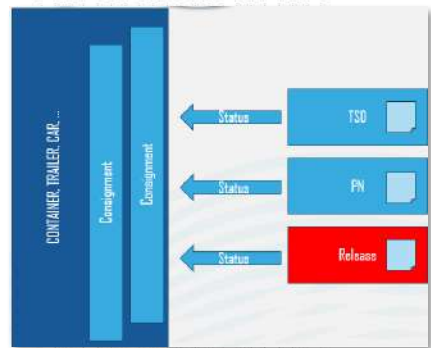 CONTAINER, TRAILER, CAR, ...
Consignment
Consignment
Status
TSD
Status
PN
Status
Release